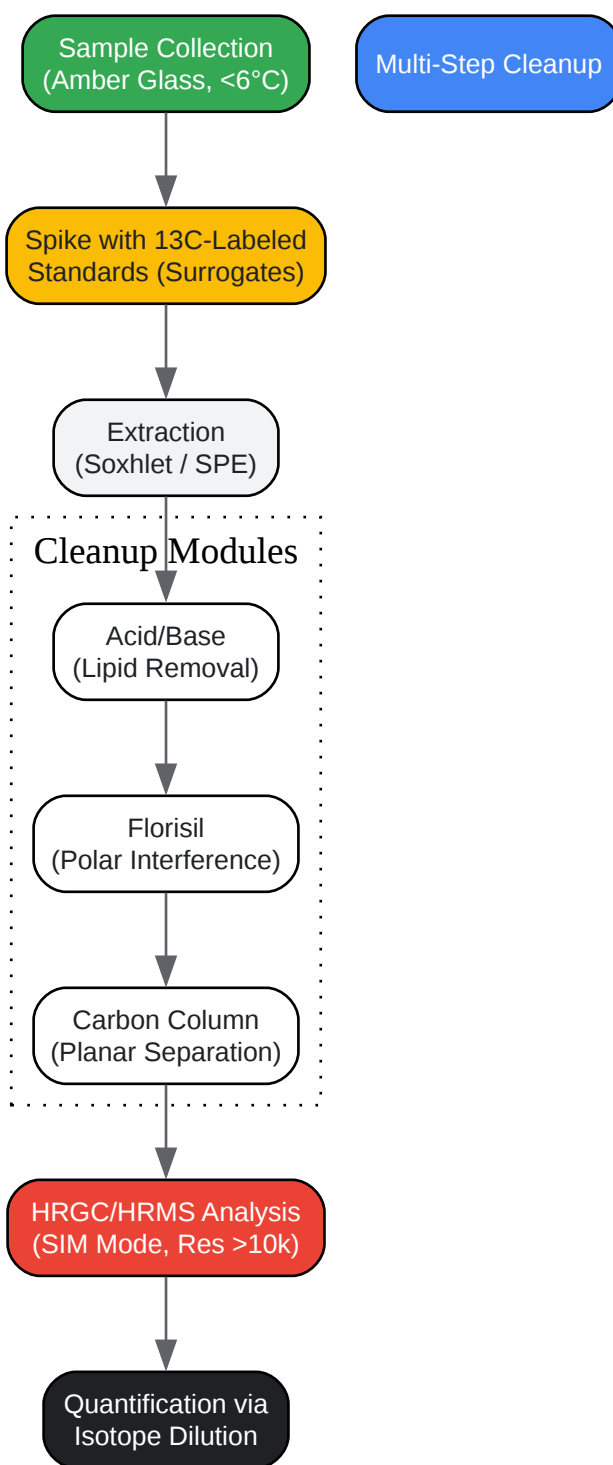 Sample Collection
(Amber Glass, <6°C)
Multi-Step Cleanup
Spike with 13C-Labeled
Standards (Surrogates)
Extraction
(Soxhlet / SPE)
Cleanup Modules
Acid/Base
(Lipid Removal)
Florisil
(Polar Interference)
Carbon Column
(Planar Separation)
HRGC/HRMS Analysis
(SIM Mode, Res >10k)
Quantification via
Isotope Dilution